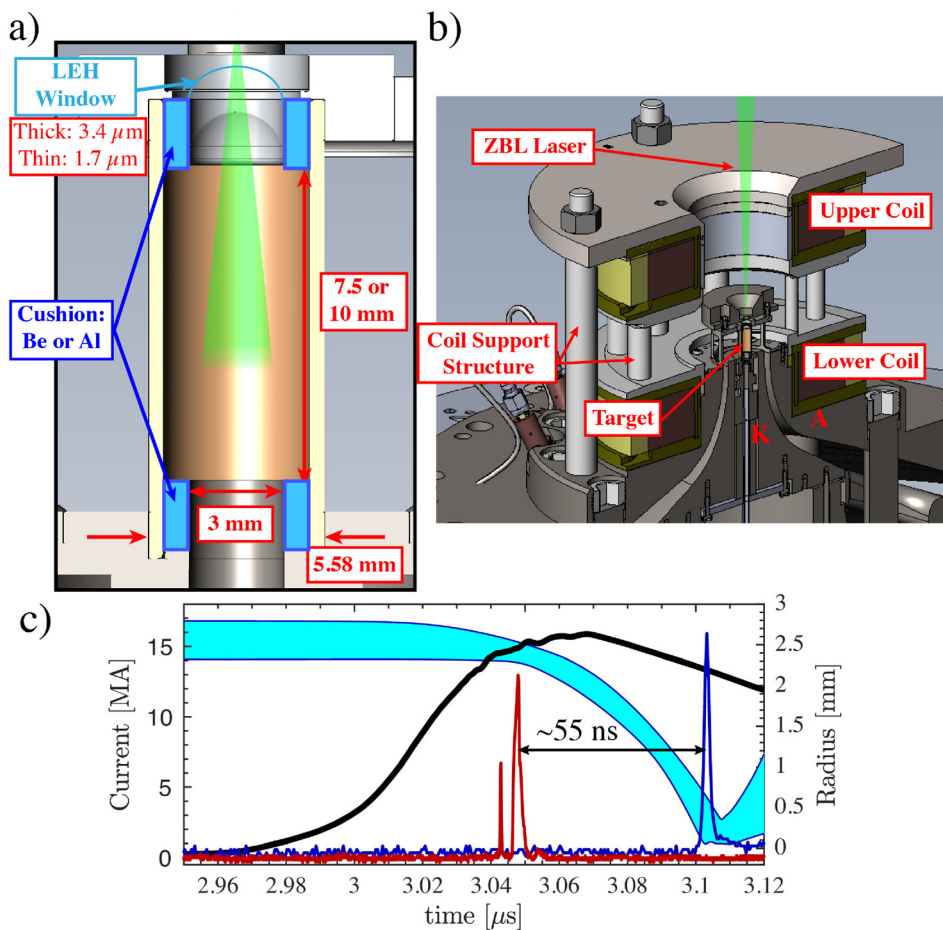 a)
LEH
Window
Thick: 3.4 μm
Thin: 1.7 μm
Cushion:
Be or Al
7.5 or
10 mm
3 mm
5.58 mm
b)
ZBL Laser
Upper Coil
Coil Support
Structure
Lower Coil
Target
K
A
c)
Current [MA]
15
10
5
0
~55 ns
3
2.5
2
1.5
1
0.5
0
Radius [mm]
2.96
2.98
3
3.02
3.04
3.06
3.08
3.1
3.12
time [μs]